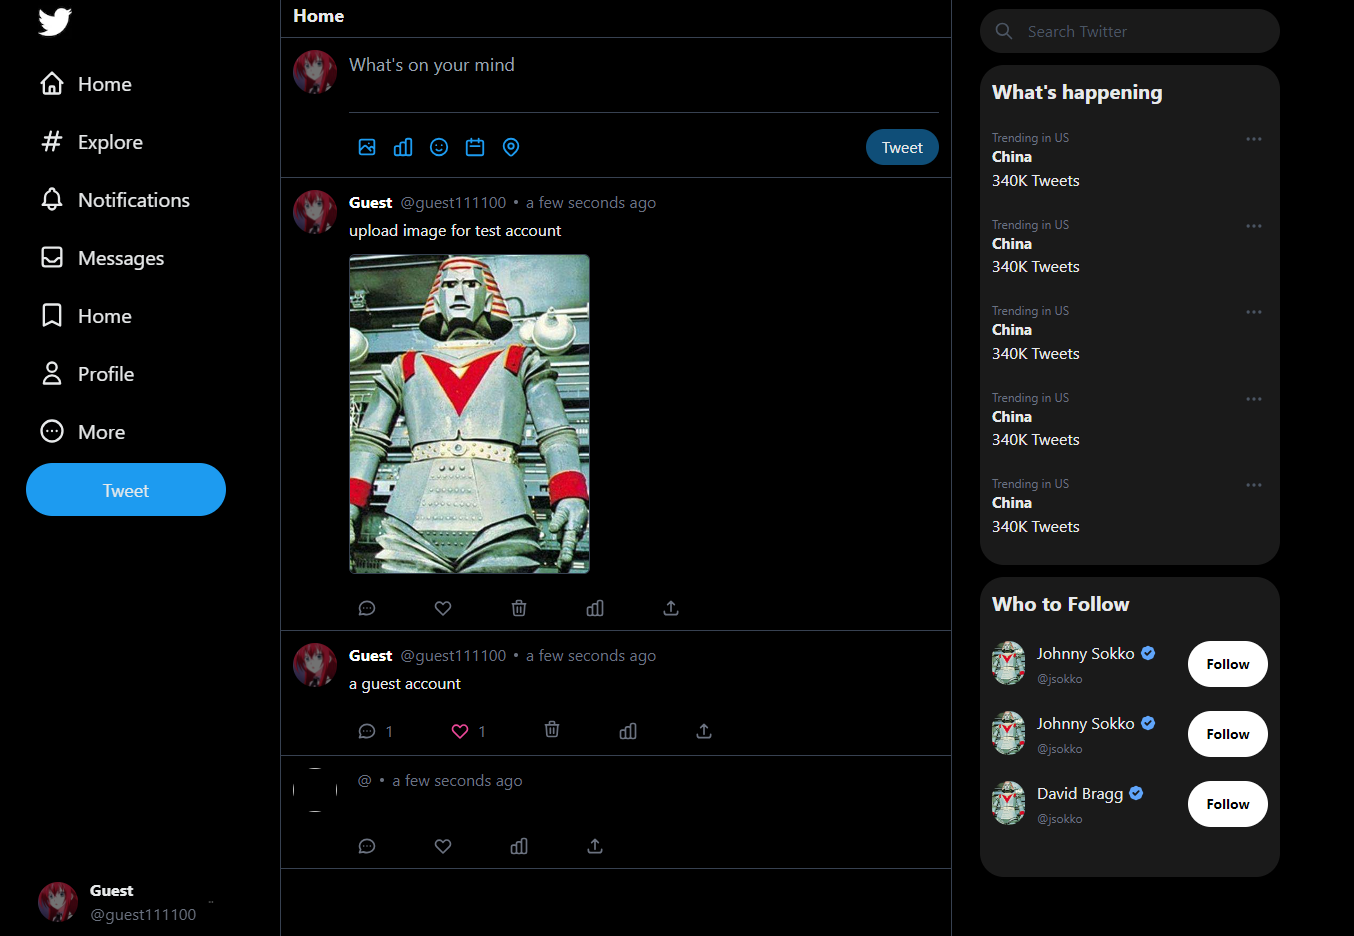 Home
Explore
Notifications
Messages
Home
Profile
More
Tweet
Guest
@guest111100
Home
What's on your mind
Tweet
Guest @guest111100 • a few seconds ago
upload image for test account
Guest @guest111100 • a few seconds ago
a guest account
1 1
@ • a few seconds ago
Search Twitter
What's happening
Trending in US
China
340K Tweets
Trending in US
China
340K Tweets
Trending in US
China
340K Tweets
Trending in US
China
340K Tweets
Trending in US
China
340K Tweets
Who to Follow
Johnny Sokko
@jsokko
Follow
Johnny Sokko
@jsokko
Follow
David Bragg
@jsokko
Follow